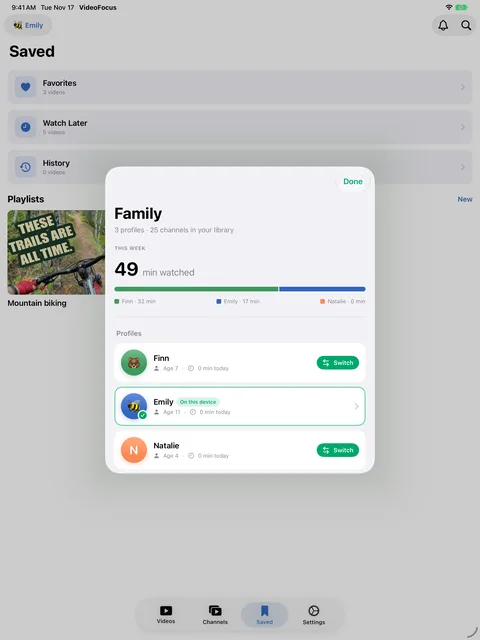 9:41 AM Tue Nov 17 VideoFocus
Emily
Saved
Favorites
3 videos
Watch Later
5 videos
History
0 videos
Playlists
New
THESE
TRAILS ARE
ALL TIME.
Mountain biking
Done
Family
3 profiles · 25 channels in your library
THIS WEEK
49 min watched
Finn · 32 min
Emily · 17 min
Natalie · 0 min
Profiles
Finn
Age 7 · 0 min today
Switch
Emily On this device
Age 11 · 0 min today
N
Natalie
Age 4 · 0 min today
Switch
Videos
Channels
Saved
Settings